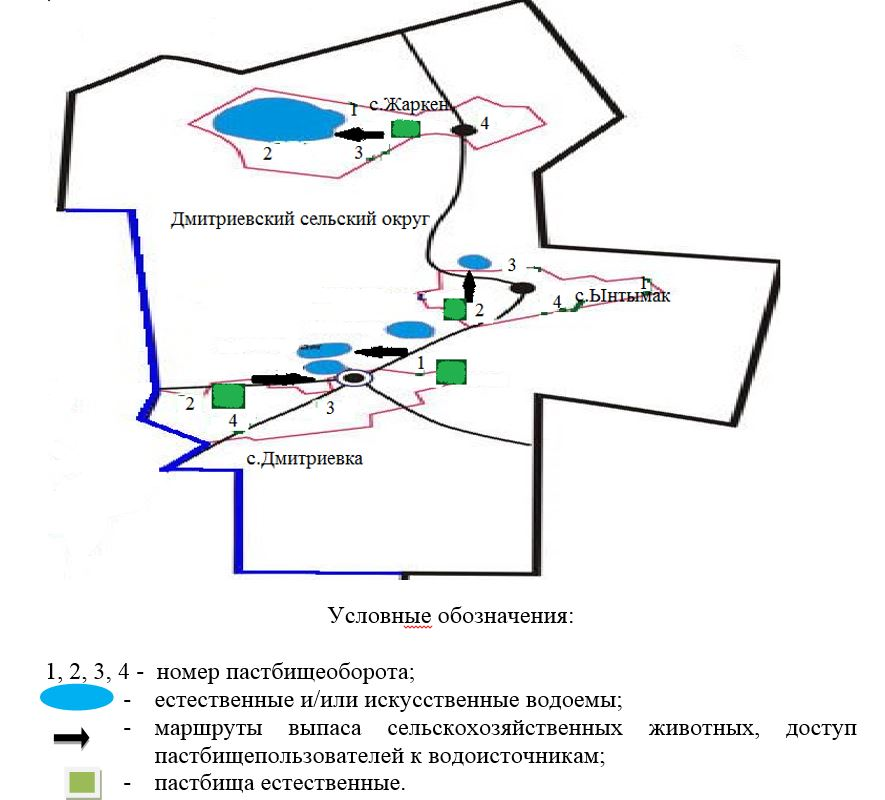 1 с.Жаркен
4
2
3
Дмитриевский сельский округ
3
1
с.Ынтымак
4
2
1
2
3
4
с.Дмитриевка
Условные обозначения:
1, 2, 3, 4 - номер пастбищеоборота;
- естественные и/или искусственные водоемы;
- маршруты выпаса сельскохозяйственных животных, доступ
пастбищепользователей к водоисточникам;
- пастбища естественные.